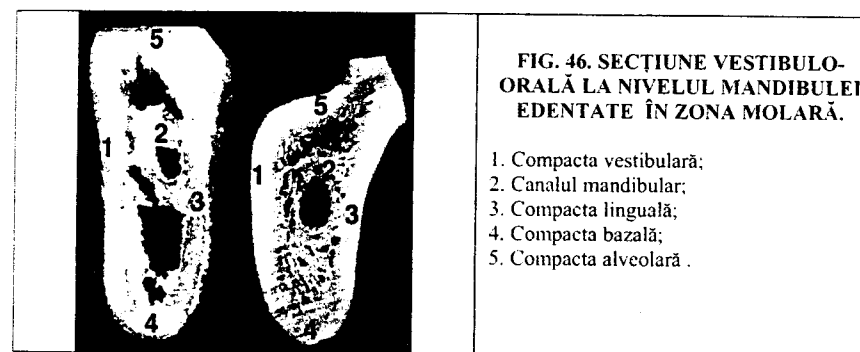 5
2
1
3
4
5
2
1
3
4
FIG. 46. SECȚIUNE VESTIBULO-
ORALĂ LA NIVELUL MANDIBULEI
EDENTATE ÎN ZONA MOLARĂ.
1. Compacta vestibulară;
2. Canalul mandibular;
3. Compacta linguală;
4. Compacta bazală;
5. Compacta alveolară .